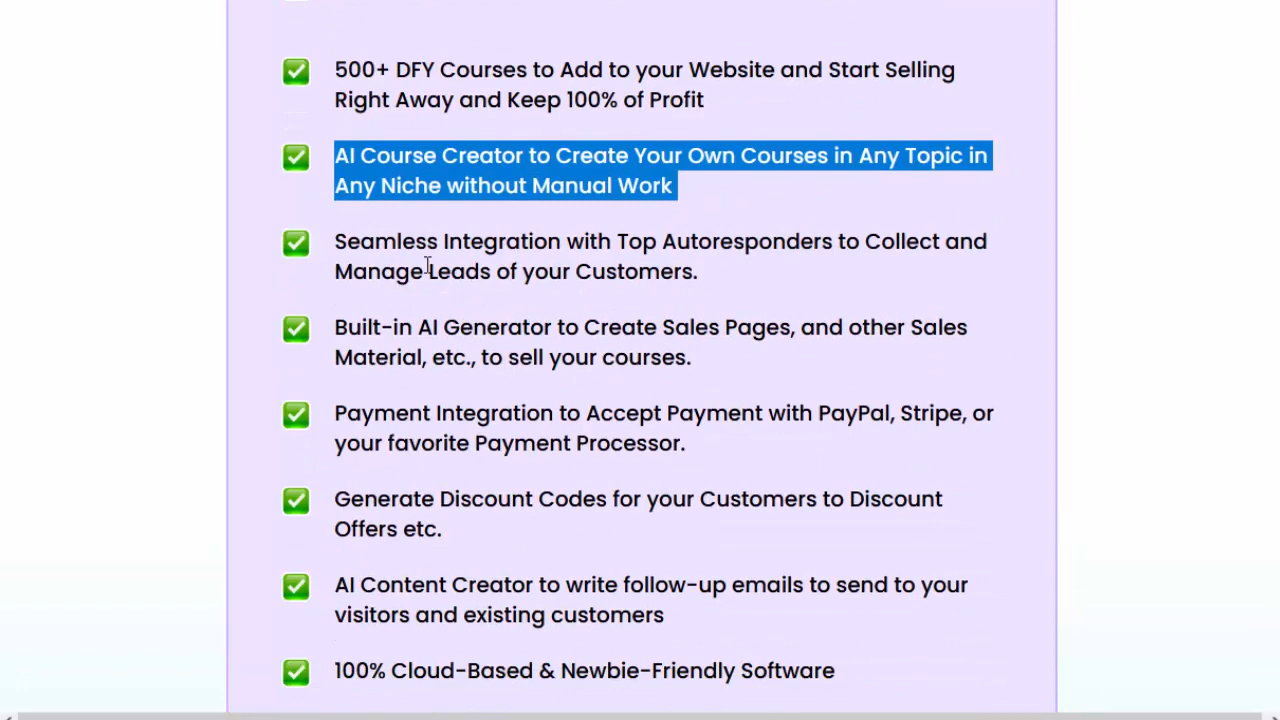 500+ DFY Courses to Add to your Website and Start Selling
Right Away and Keep 100% of Profit
AI Course Creator to Create Your Own Courses in Any Topic in
Any Niche without Manual Work
Seamless Integration with Top Autoresponders to Collect and
Manage Leads of your Customers.
Built-in AI Generator to Create Sales Pages, and other Sales
Material, etc., to sell your courses.
Payment Integration to Accept Payment with PayPal, Stripe, or
your favorite Payment Processor.
Generate Discount Codes for your Customers to Discount
Offers etc.
AI Content Creator to write follow-up emails to send to your
visitors and existing customers
100% Cloud-Based & Newbie-Friendly Software